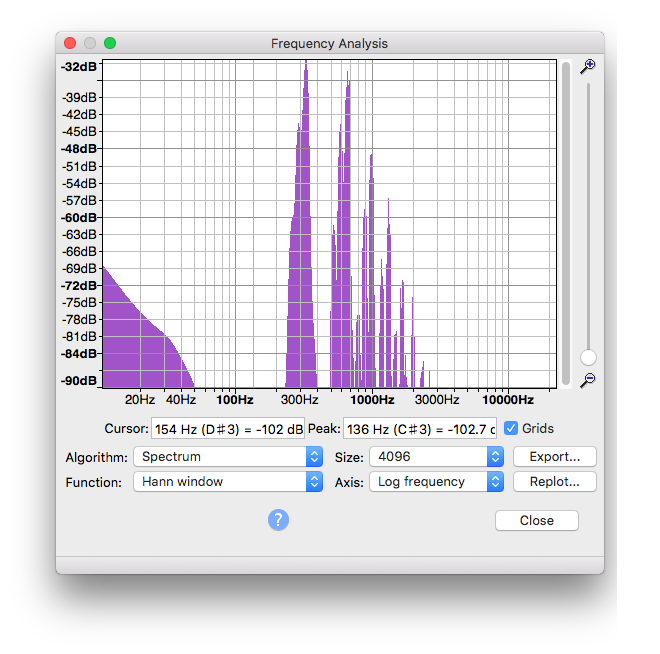 Frequency Analysis
-32dB
-39dB
-42dB
-45dB
-48dB
-51dB
-54dB
-57dB
-60dB
-63dB
-66dB
-69dB
-72dB
-75dB
-78dB
-81dB
-84dB
-90dB
20Hz 40Hz 100Hz 300Hz 1000Hz 3000Hz 10000Hz
Cursor: 154 Hz (D♯3) = -102 dB Peak: 136 Hz (C♯3) = -102.7 d Grids
Algorithm: Spectrum Size: 4096 Export...
Function: Hann window Axis: Log frequency Replot...
? Close